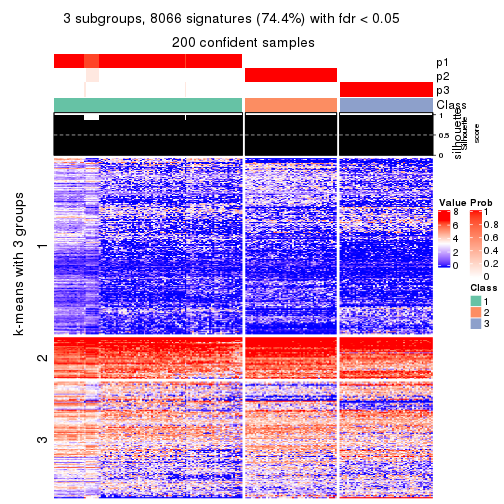 3 subgroups, 8066 signatures (74.4%) with fdr < 0.05
200 confident samples
p1
p2
p3
Class
1
0.5
0
silhouette
Silhouette
score
k-means with 3 groups
1
2
3
Value
8
6
4
2
0
Prob
1
0.8
0.6
0.4
0.2
0
Class
1
2
3